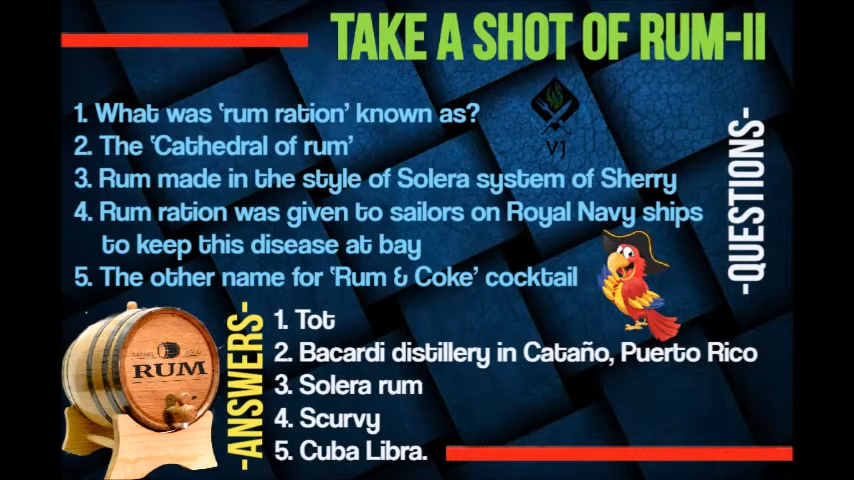 TAKE A SHOT OF RUM-II
1. What was ‘rum ration’ known as?
2. The ‘Cathedral of rum’
3. Rum made in the style of Solera system of Sherry
4. Rum ration was given to sailors on Royal Navy ships
to keep this disease at bay
5. The other name for ‘Rum & Coke’ cocktail
-QUESTIONS-
VJ
RUM
-ANSWERS-
1. Tot
2. Bacardi distillery in Cataño, Puerto Rico
3. Solera rum
4. Scurvy
5. Cuba Libra.